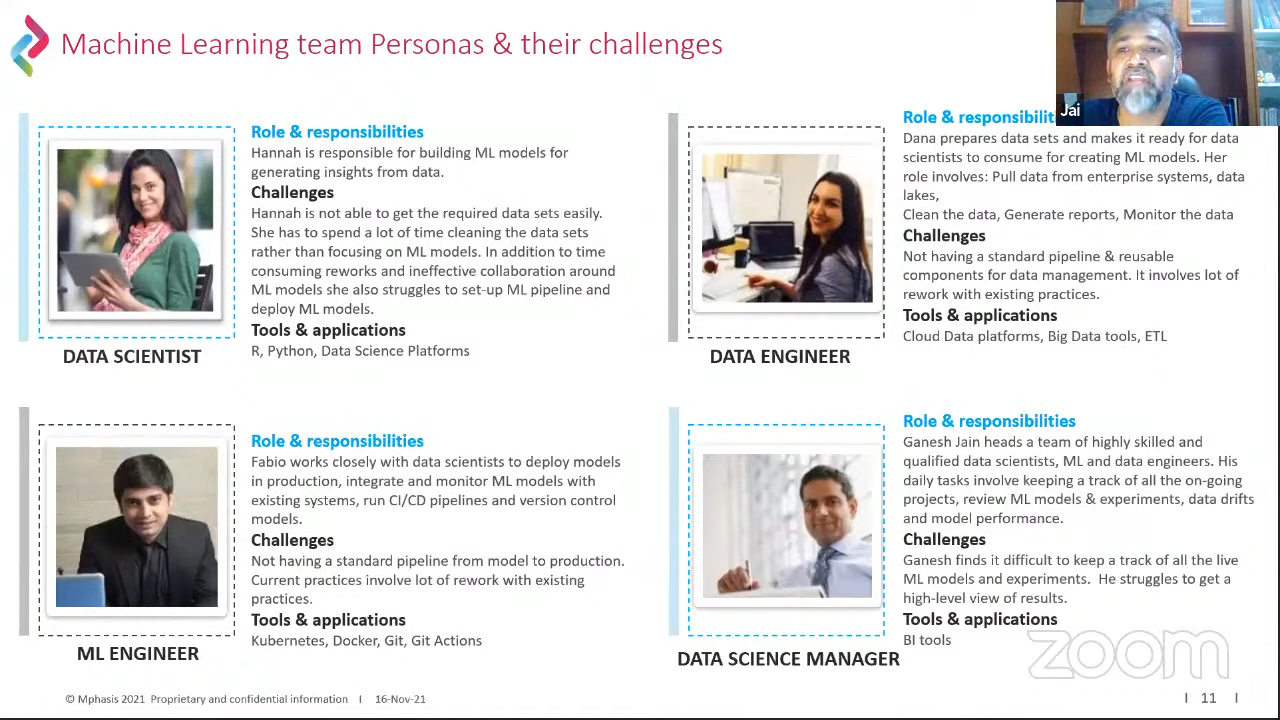 Machine Learning team Personas & their challenges
Jai
Role & responsibilities
Hannah is responsible for building ML models for
generating insights from data.
Challenges
Hannah is not able to get the required data sets easily.
She has to spend a lot of time cleaning the data sets
rather than focusing on ML models. In addition to time
consuming reworks and ineffective collaboration around
ML models she also struggles to set-up ML pipeline and
deploy ML models.
Tools & applications
R, Python, Data Science Platforms
DATA SCIENTIST
Role &
Dana prepares data sets and makes it ready for data
scientists to consume for creating ML models. Her
role involves: Pull data from enterprise systems, data
lakes,
Clean the data, Generate reports, Monitor the data
Challenges
Not having a standard pipeline & reusable
components for data management. It involves lot of
rework with existing practices.
Tools & applications
Cloud Data platforms, Big Data tools, ETL
DATA ENGINEER
Role & responsibilities
Fabio works closely with data scientists to deploy models
in production, integrate and monitor ML models with
existing systems, run CI/CD pipelines and version control
models.
Challenges
Not having a standard pipeline from model to production.
Current practices involve lot of rework with existing
practices.
Tools & applications
Kubernetes, Docker, Git, Git Actions
ML ENGINEER
Role & responsibilities
Ganesh Jain heads a team of highly skilled and
qualified data scientists, ML and data engineers. His
daily tasks involve keeping a track of all the on-going
projects, review ML models & experiments, data drifts
and model performance.
Challenges
Ganesh finds it difficult to keep a track of all the live
ML models and experiments. He struggles to get a
high-level view of results.
Tools & applications
BI tools
DATA SCIENCE MANAGER
zoom
© Mphasis 2021 Proprietary and confidential information I 16-Nov-21
I 11 I